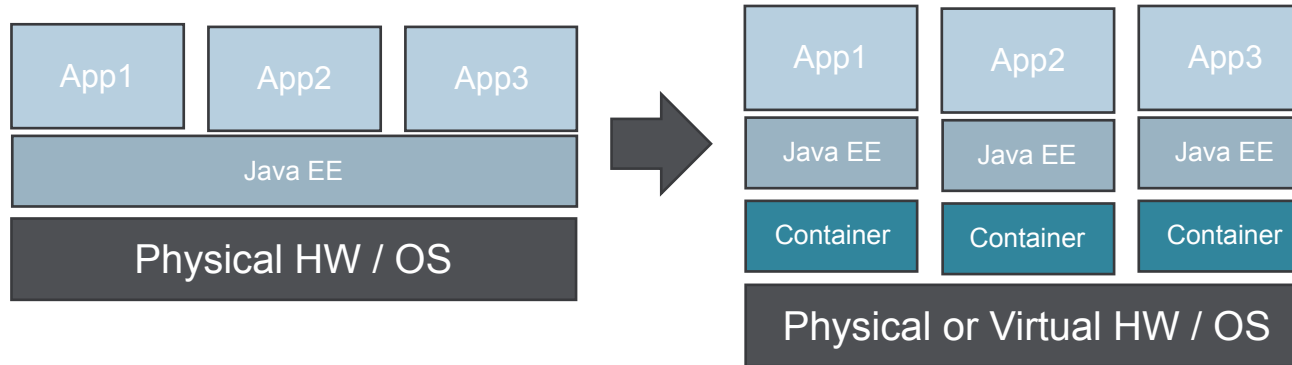 App1
App2
App3
Java EE
Physical HW / OS
App1
App2
App3
Java EE
Java EE
Java EE
Container
Container
Container
Physical or Virtual HW / OS